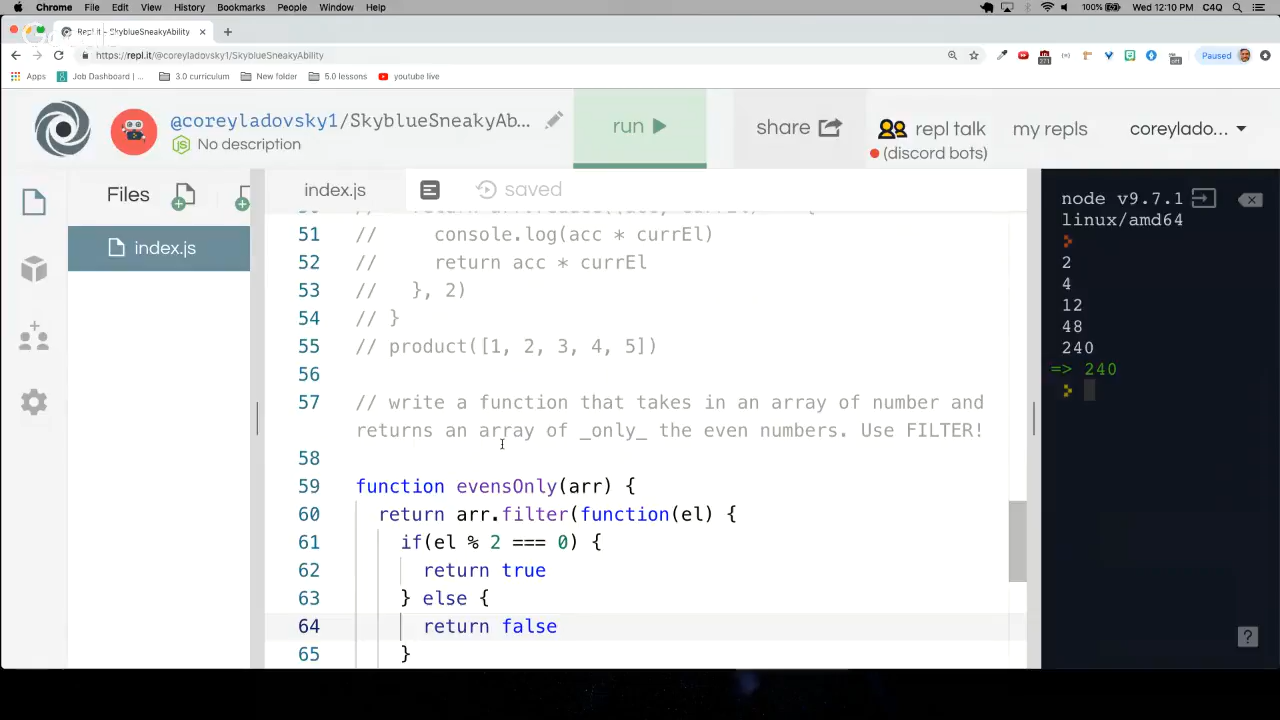 Chrome File Edit View History Bookmarks People Window Help 100% Wed 12:10 PM C4Q
Repl.it - SkyblueSneakyAbility
https://repl.it/@coreyladovsky1/SkyblueSneakyAbility Paused
Apps Job Dashboard | ... 3.0 curriculum New folder 5.0 lessons youtube live
@coreyladovsky1/SkyblueSneakyAb...
No description
run
share
repl talk
(discord bots)
my repls
coreylado...
Files
index.js
index.js
saved
51 // console.log(acc * currEl)
52 // return acc * currEl
53 // }, 2)
54 // }
55 // product([1, 2, 3, 4, 5])
56
57 // write a function that takes in an array of number and
returns an array of _only_ the even numbers. Use FILTER!
58
59 function evensOnly(arr) {
60 return arr.filter(function(el) {
61 if(el % 2 === 0) {
62 return true
63 } else {
64 return false
65 }
node v9.7.1
linux/amd64
2
4
12
48
240
=> 240
?